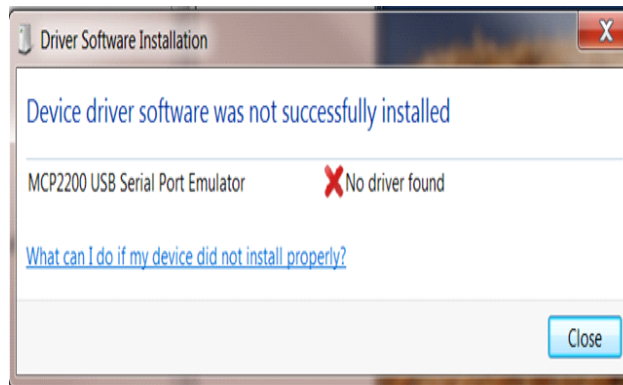 Driver Software Installation
X
Device driver software was not successfully installed
MCP2200 USB Serial Port Emulator
No driver found
What can I do if my device did not install properly?
Close